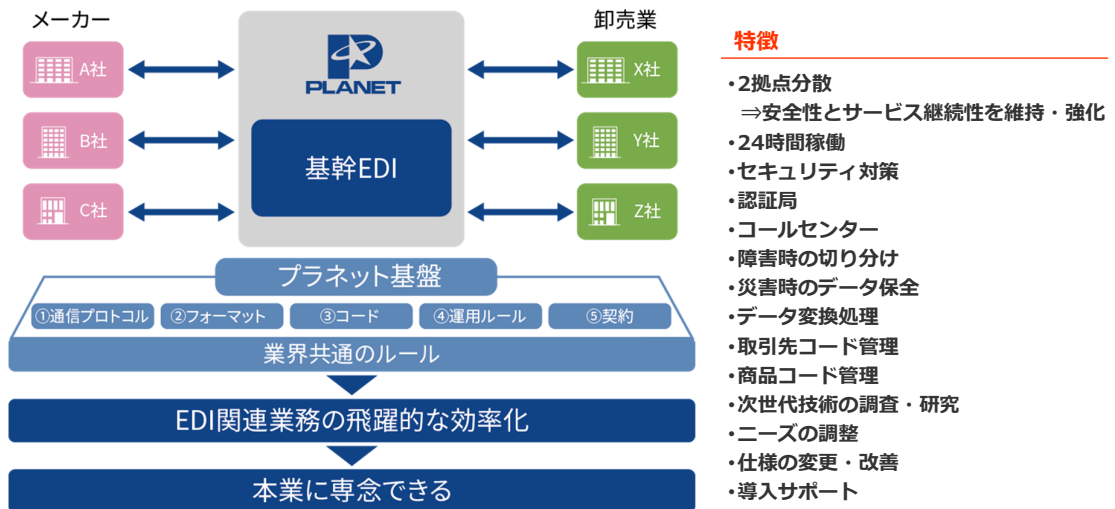 メーカー
卸売業
A社
X社
PLANET
B社
Y社
基幹EDI
C社
Z社
プラネット基盤
①通信プロトコル
②フォーマット
③コード
④運用ルール
⑤契約
業界共通のルール
EDI関連業務の飛躍的な効率化
本業に専念できる
特徴
・2拠点分散
⇒安全性とサービス継続性を維持・強化
・24時間稼働
・セキュリティ対策
・認証局
・コールセンター
・障害時の切り分け
・災害時のデータ保全
・データ変換処理
・取引先コード管理
・商品コード管理
・次世代技術の調査・研究
・ニーズの調整
・仕様の変更・改善
・導入サポート